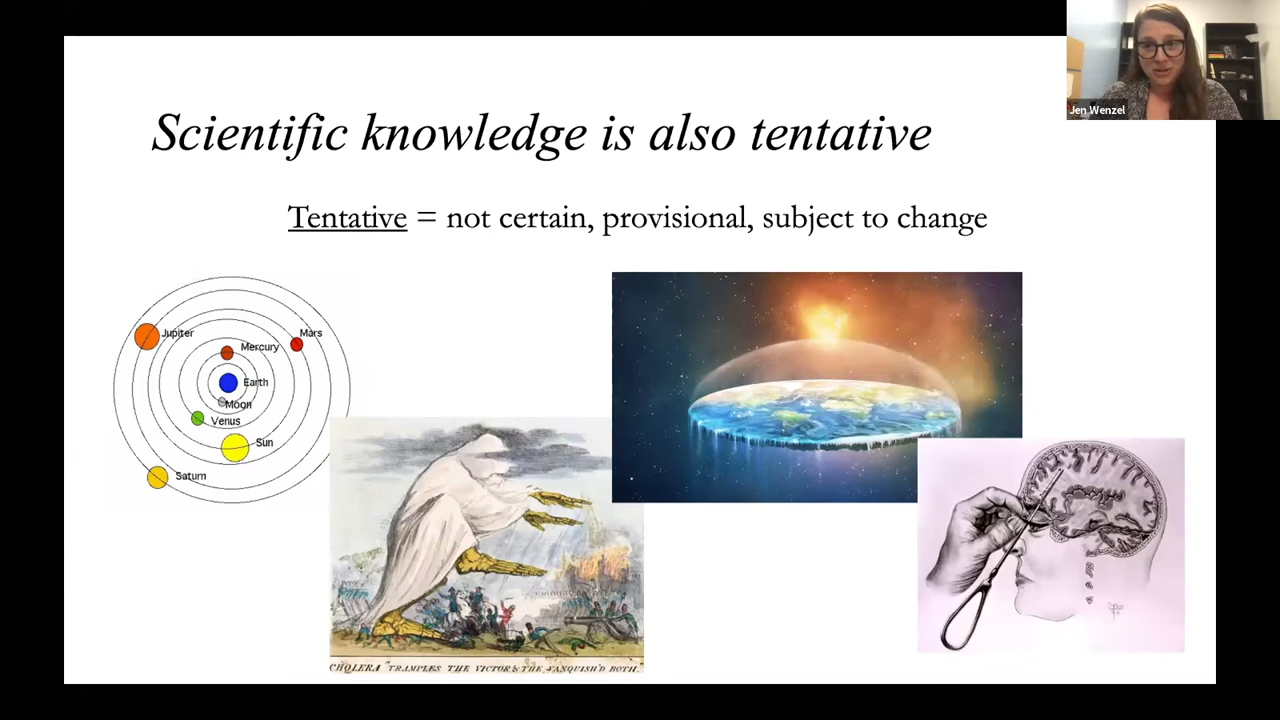 Jen Wenzel
Scientific knowledge is also tentative
Tentative = not certain, provisional, subject to change
Jupiter
Mars
Mercury
Earth
Moon
Venus
Sun
Saturn
CHOLERA "TRAMPLES THE VICTORS & THE VANQUISH'D BOTH."